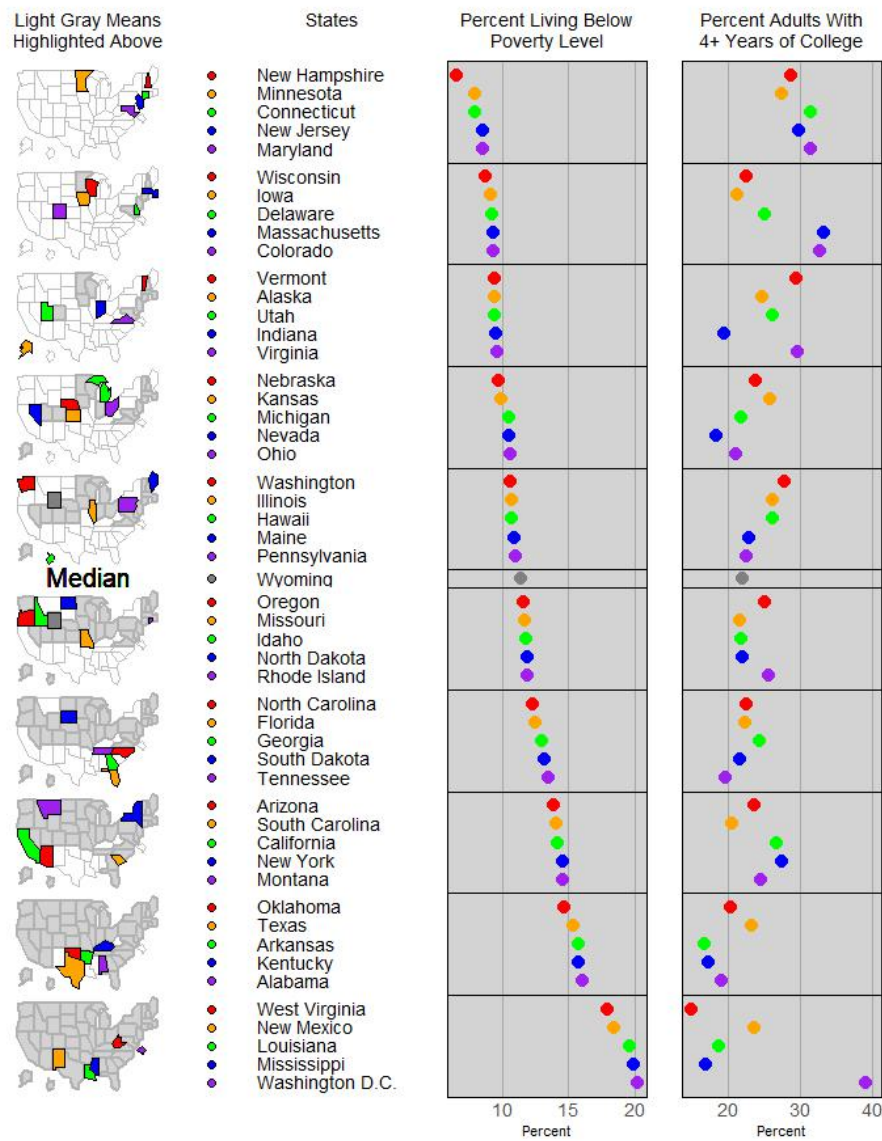 Light Gray Means
Highlighted Above
States
Percent Living Below
Poverty Level
Percent Adults With
4+ Years of College
New Hampshire
Minnesota
Connecticut
New Jersey
Maryland
Wisconsin
Iowa
Delaware
Massachusetts
Colorado
Vermont
Alaska
Utah
Indiana
Virginia
Nebraska
Kansas
Michigan
Nevada
Ohio
Washington
Illinois
Hawaii
Maine
Pennsylvania
Median
Wyoming
Oregon
Missouri
Idaho
North Dakota
Rhode Island
North Carolina
Florida
Georgia
South Dakota
Tennessee
Arizona
South Carolina
California
New York
Montana
Oklahoma
Texas
Arkansas
Kentucky
Alabama
West Virginia
New Mexico
Louisiana
Mississippi
Washington D.C.
10 15 20
Percent
20 30 40
Percent